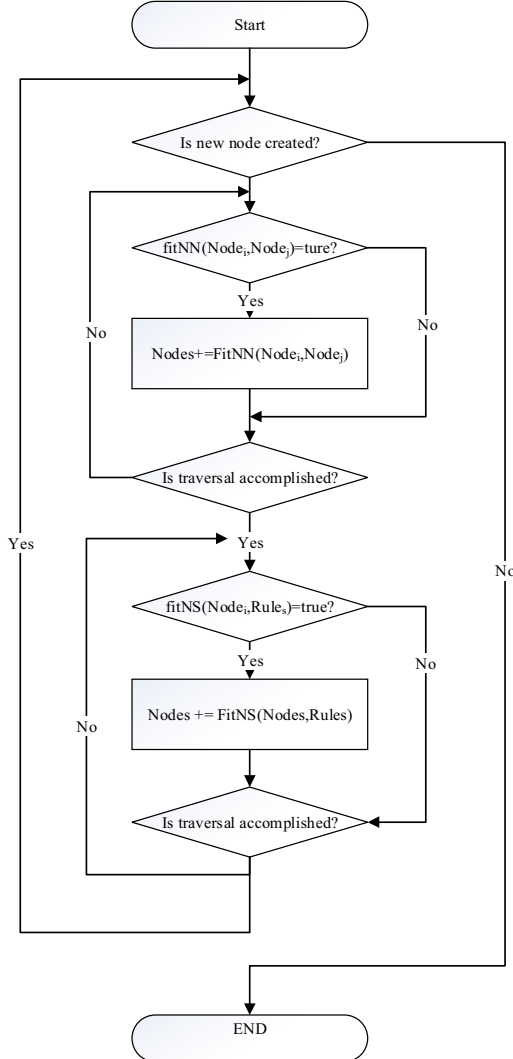 Start
Is new node created?
fitNN(Nodeᵢ,Nodeⱼ)=ture?
Yes
No
No
Nodes+=FitNN(Nodeᵢ,Nodeⱼ)
Is traversal accomplished?
Yes
Yes
No
fitNS(Nodeᵢ,Ruleₛ)=true?
Yes
No
Nodes += FitNS(Nodes,Rules)
No
Is traversal accomplished?
END